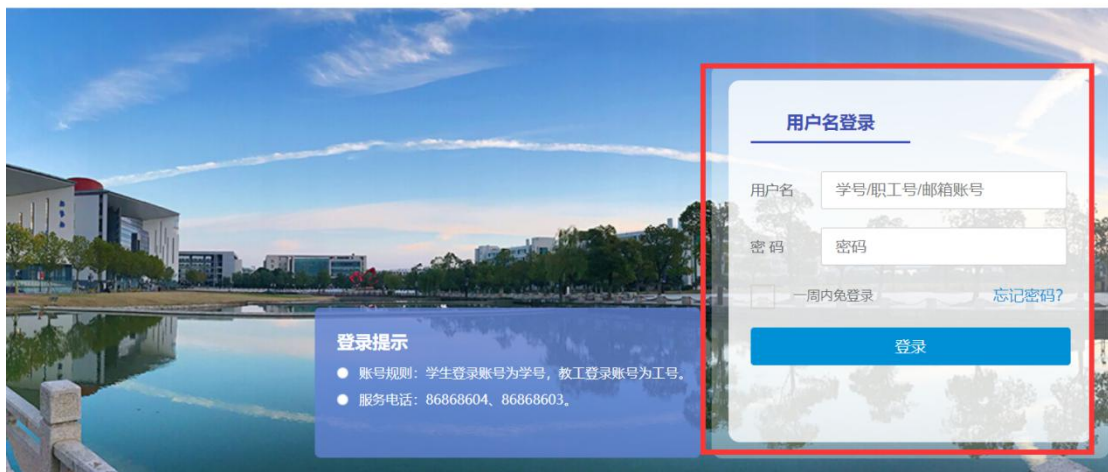 用户名登录
用户名 学号/职工号/邮箱账号
密 码 密码
一周内免登录 忘记密码?
登录
登录提示
账号规则：学生登录账号为学号，教工登录账号为工号。
服务电话：86868604、86868603。